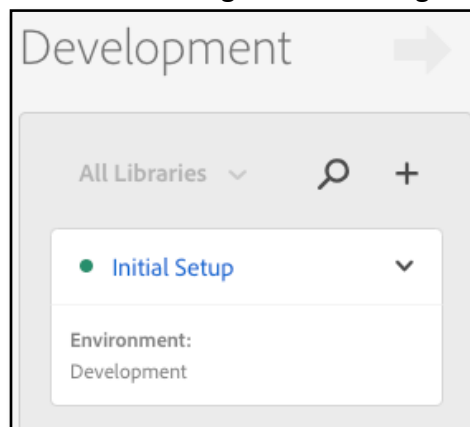 Development
All Libraries
Initial Setup
Environment:
Development